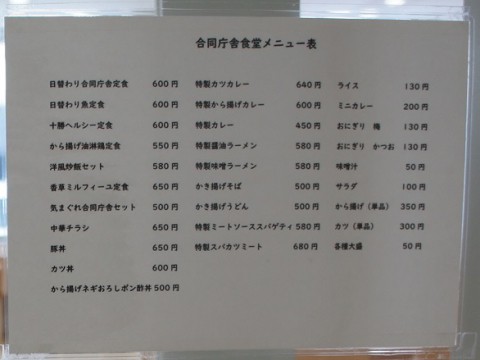 合同庁舎食堂メニュー表
日替わり合同庁舎定食 600円
日替わり魚定食 600円
十勝ヘルシー定食 600円
から揚げ油淋鶏定食 550円
洋風炒飯セット 580円
香草ミルフィーユ定食 650円
気まぐれ合同庁舎セット 500円
中華チラシ 650円
豚丼 650円
カツ丼 600円
から揚げネギおろしポン酢丼 500円
特製カツカレー 640円
特製から揚げカレー 600円
特製カレー 450円
特製醤油ラーメン 580円
特製味噌ラーメン 580円
かき揚げそば 500円
かき揚げうどん 500円
特製ミートソーススパゲティ 580円
特製スパカツミート 680円
ライス 130円
ミニカレー 200円
おにぎり 梅 130円
おにぎり かつお 130円
味噌汁 50円
サラダ 100円
から揚げ(単品) 350円
カツ(単品) 300円
各種大盛 50円